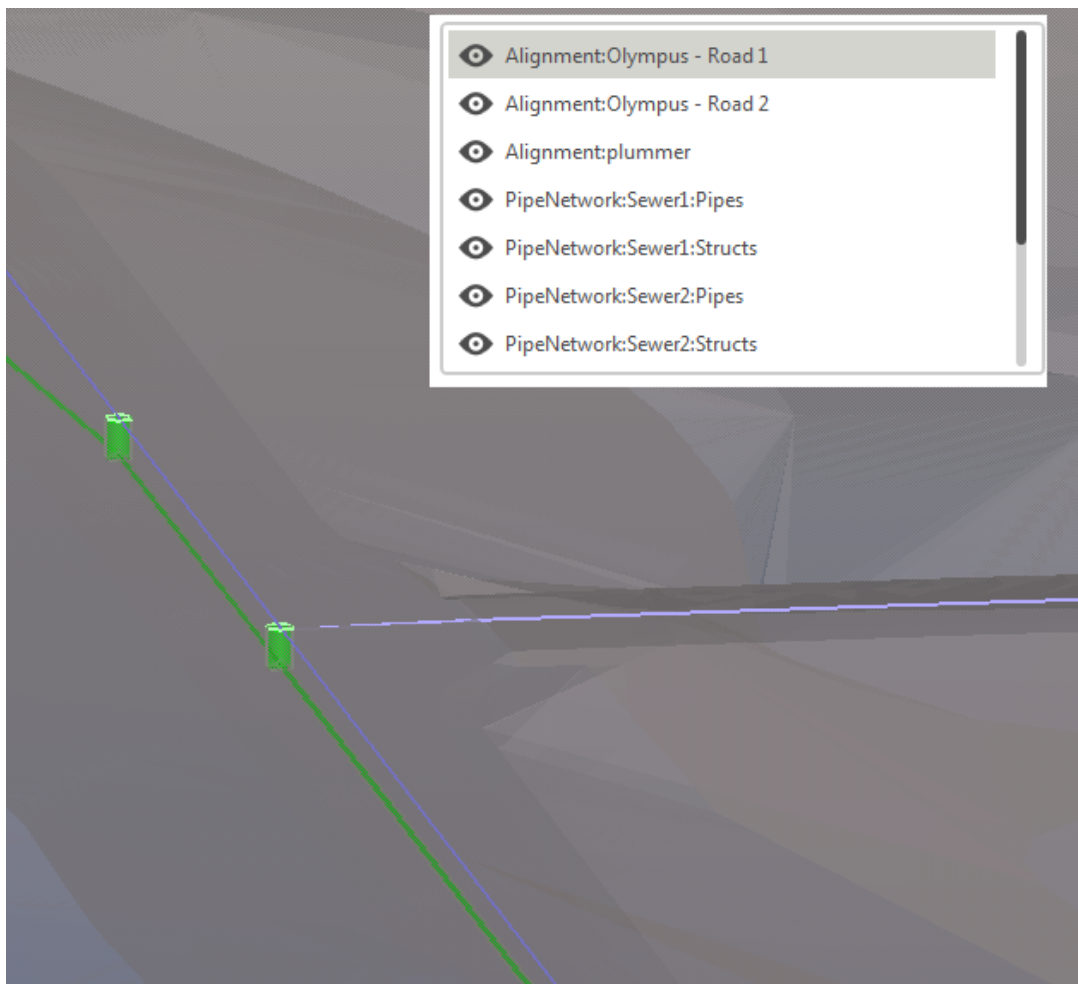 Alignment:Olympus - Road 1
Alignment:Olympus - Road 2
Alignment:plummer
PipeNetwork:Sewer1:Pipes
PipeNetwork:Sewer1:Structs
PipeNetwork:Sewer2:Pipes
PipeNetwork:Sewer2:Structs